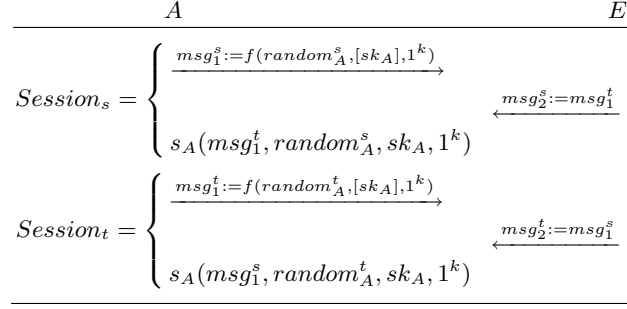 A E
msg_1^s:=f(random_A^s,[sk_A],1^k)
Session_s = { msg_2^s:=msg_1^t
s_A(msg_1^t,random_A^s,sk_A,1^k)
msg_1^t:=f(random_A^t,[sk_A],1^k)
Session_t = { msg_2^t:=msg_1^s
s_A(msg_1^s,random_A^t,sk_A,1^k)